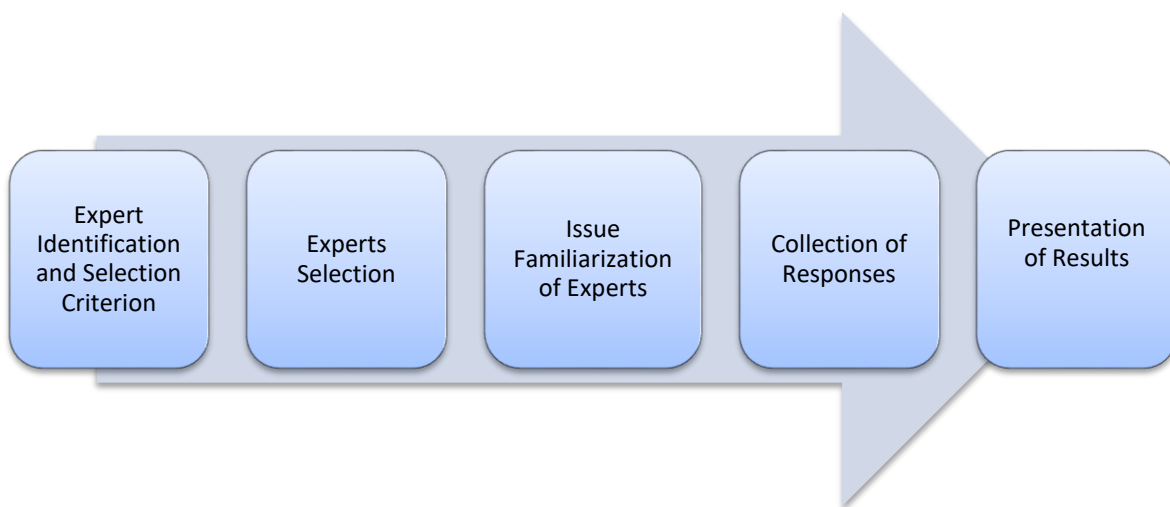 Expert
Identification
and Selection
Criterion
Experts
Selection
Issue
Familiarization
of Experts
Collection of
Responses
Presentation
of Results